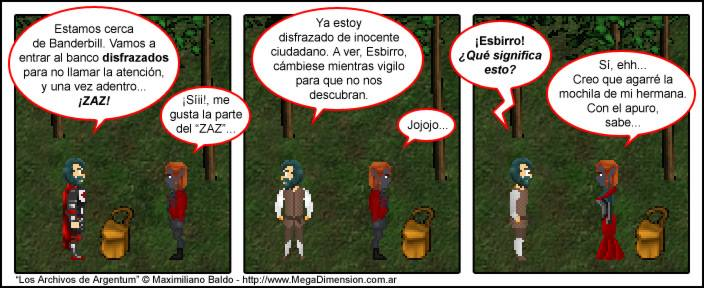 Estamos cerca
de Banderbill. Vamos a
entrar al banco disfrazados
para no llamar la atención,
y una vez adentro...
¡ZAZ!
¡Síii!, me
gusta la parte
del “ZAZ”...
Ya estoy
disfrazado de inocente
ciudadano. A ver, Esbirro,
cámbiese mientras vigilo
para que no nos
descubran.
Jojojo...
¡Esbirro!
¿Qué significa
esto?
Sí, ehh...
Creo que agarré la
mochila de mi hermana.
Con el apuro,
sabe...
“Los Archivos de Argentum” © Maximiliano Baldo - http://www.MegaDimension.com.ar